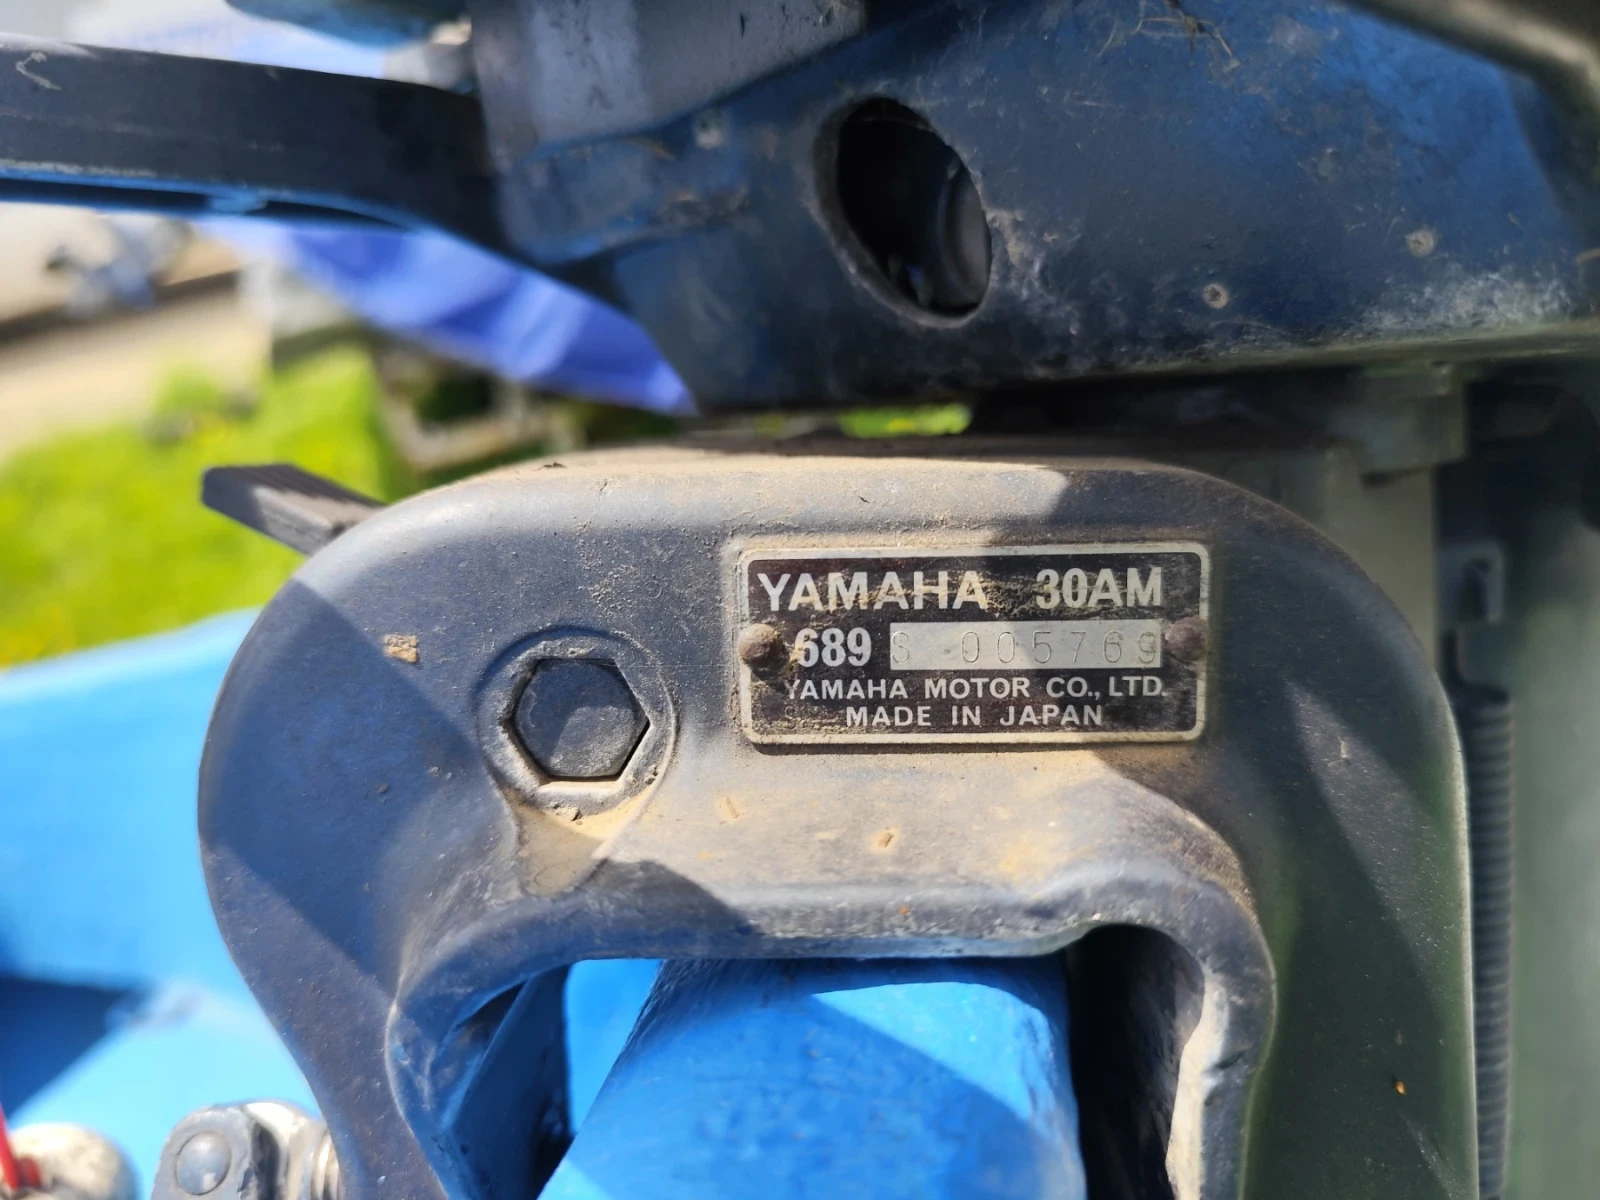 YAMAHA 30AM
689 S 005769
YAMAHA MOTOR CO., LTD.
MADE IN JAPAN